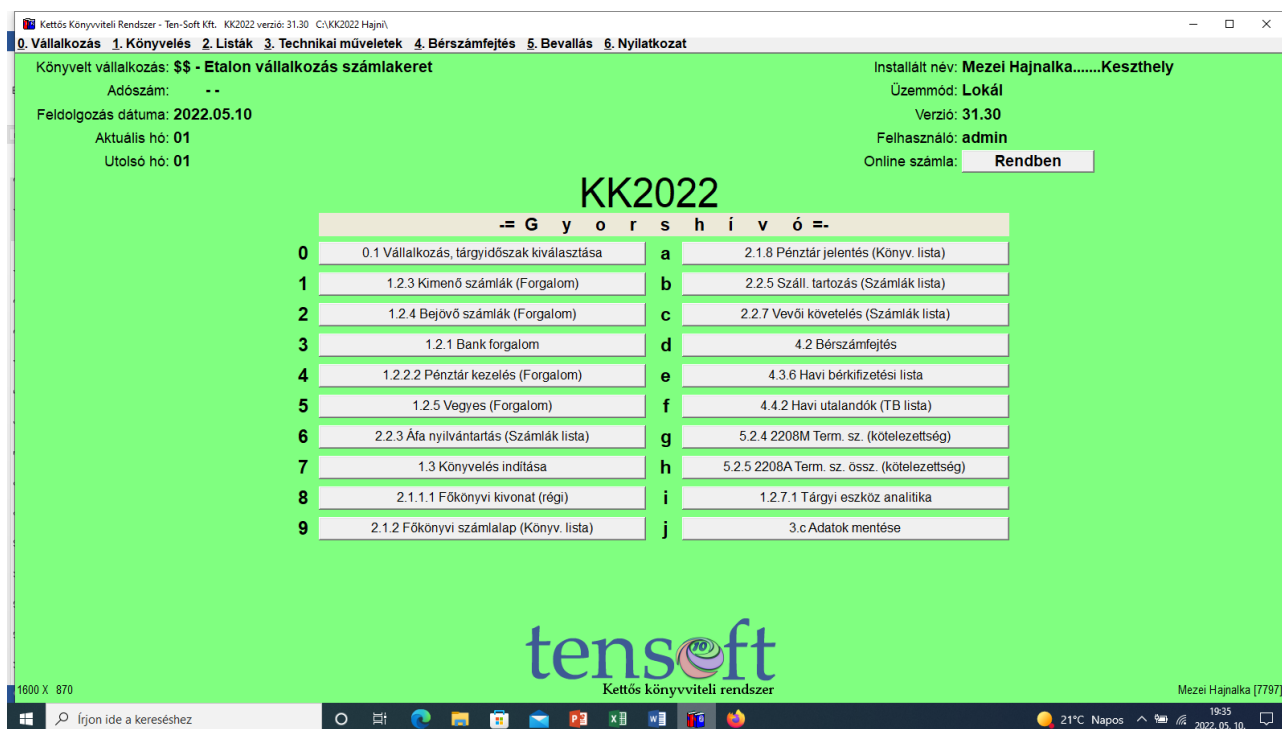 Kettős Könyvviteli Rendszer - Ten-Soft Kft. KK2022 verzió: 31.30 C:\KK2022 Hajni\
0. Vállalkozás 1. Könyvelés 2. Listák 3. Technikai műveletek 4. Bérszámfejtés 5. Bevallás 6. Nyilatkozat
Könyvelt vállalkozás: $$ - Etalon vállalkozás számlakeret
Installált név: Mezei Hajnalka.......Keszthely
Adószám: - -
Üzemmód: Lokál
Feldolgozás dátuma: 2022.05.10
Verzió: 31.30
Aktuális hó: 01
Felhasználó: admin
Utolsó hó: 01
Online számla: Rendben
KK2022
-= G y o r s h í v ó =-
0 0.1 Vállalkozás, tárgyidőszak kiválasztása a 2.1.8 Pénztár jelentés (Könyv. lista)
1 1.2.3 Kimenő számlák (Forgalom) b 2.2.5 Száll. tartozás (Számlák lista)
2 1.2.4 Bejövő számlák (Forgalom) c 2.2.7 Vevői követelés (Számlák lista)
3 1.2.1 Bank forgalom d 4.2 Bérszámfejtés
4 1.2.2.2 Pénztár kezelés (Forgalom) e 4.3.6 Havi bérkifizetési lista
5 1.2.5 Vegyes (Forgalom) f 4.4.2 Havi utalandók (TB lista)
6 2.2.3 Áfa nyilvántartás (Számlák lista) g 5.2.4 2208M Term. sz. (kötelezettség)
7 1.3 Könyvelés indítása h 5.2.5 2208A Term. sz. össz. (kötelezettség)
8 2.1.1.1 Főkönyvi kivonat (régi) i 1.2.7.1 Tárgyi eszköz analitika
9 2.1.2 Főkönyvi számlalap (Könyv. lista) j 3.c Adatok mentése
tensoft
Kettős könyvviteli rendszer
1600 X 870
Mezei Hajnalka [7797]
Írjon ide a kereséshez
21°C Napos
19:35
2022. 05. 10.